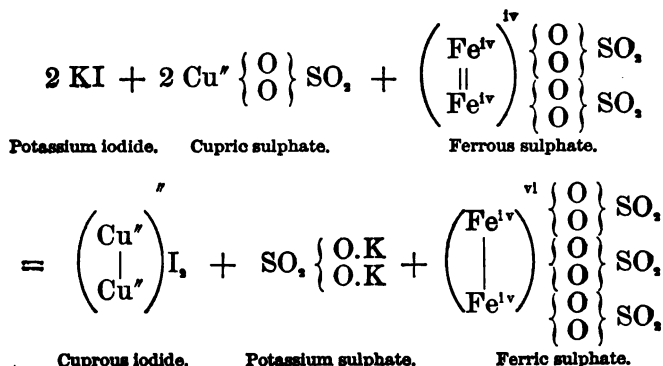 2 KI + 2 Cu″ { O O } SO₂ + ( Feiv || Feiv )iv { O O } { O O } SO₂ SO₂
Potassium iodide. Cupric sulphate. Ferrous sulphate.
= ( Cu″ | Cu″ )″ I₂ + SO₂ { O.K O.K + ( Feiv | Feiv )vi { O O } { O O } { O O } SO₂ SO₂ SO₂
Cuprous iodide. Potassium sulphate. Ferric sulphate.